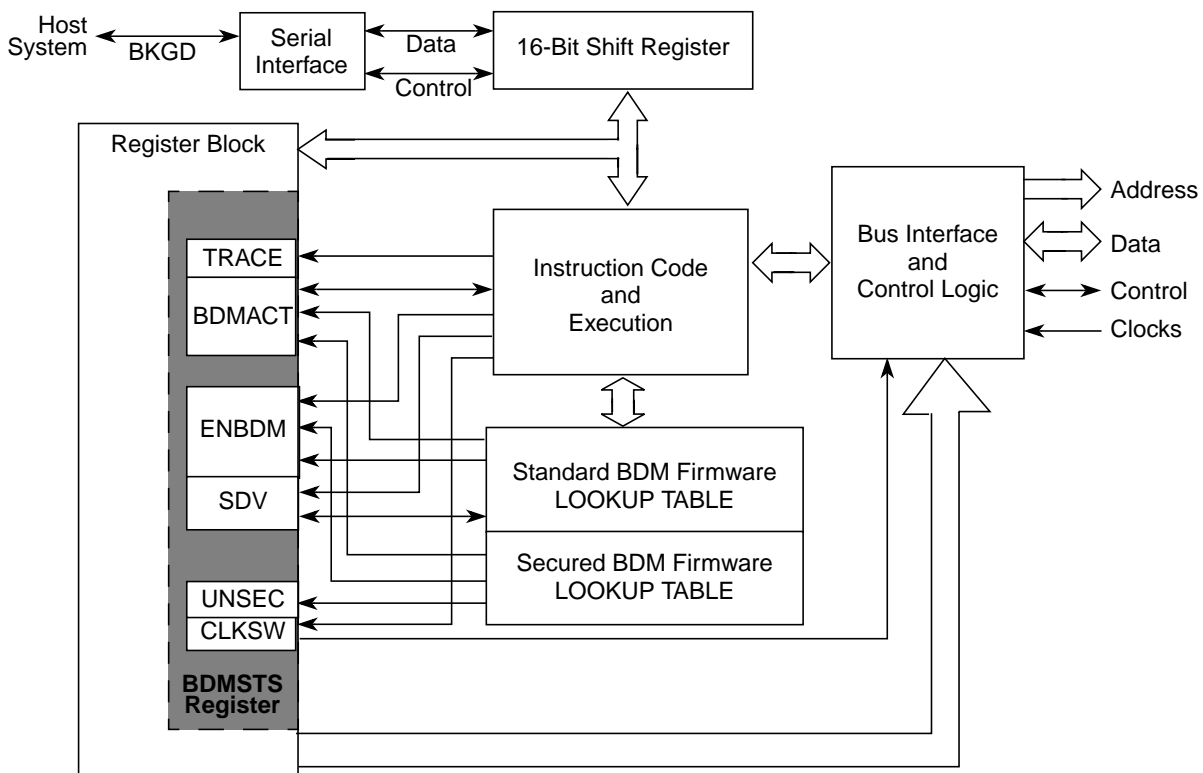 Host
System
BKGD
Serial
Interface
Data
Control
16-Bit Shift Register
Register Block
TRACE
BDMACT
ENBDM
SDV
UNSEC
CLKSW
BDMSTS
Register
Instruction Code
and
Execution
Standard BDM Firmware
LOOKUP TABLE
Secured BDM Firmware
LOOKUP TABLE
Bus Interface
and
Control Logic
Address
Data
Control
Clocks